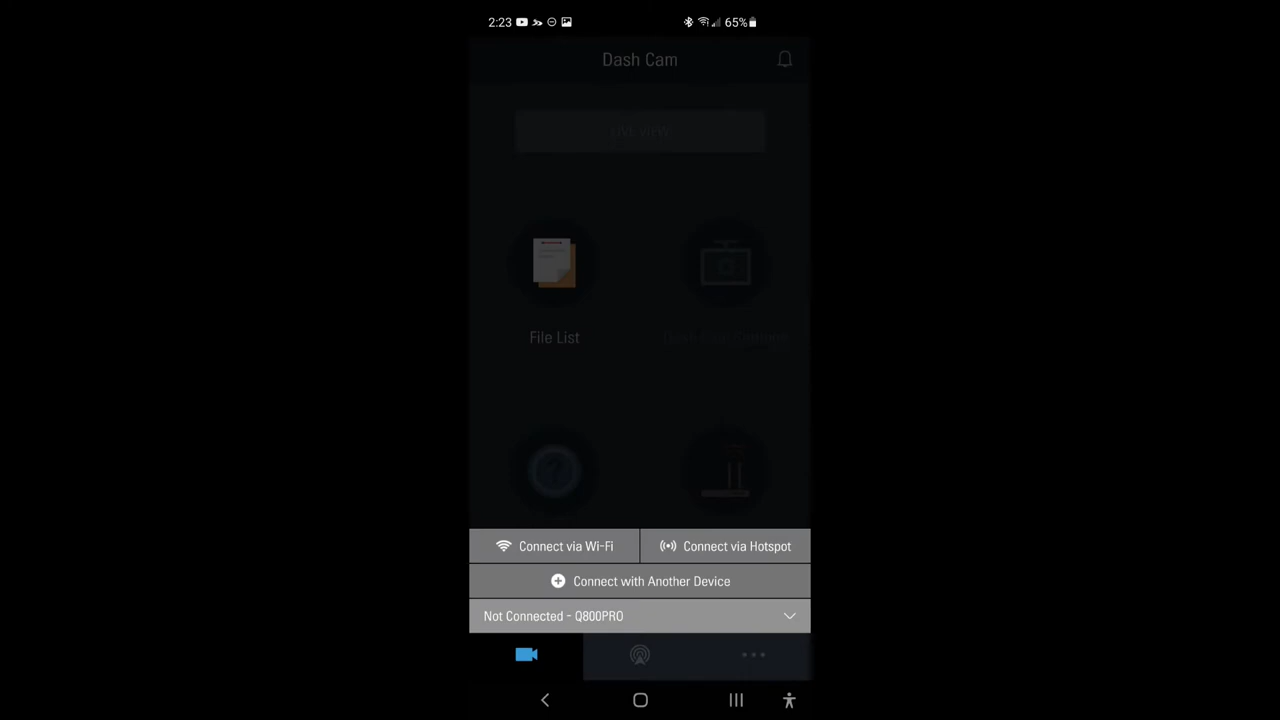 2:23 65%
Dash Cam
LIVE VIEW
File List
Dash Cam Settings
Connect via Wi-Fi Connect via Hotspot
Connect with Another Device
Not Connected - Q800PRO